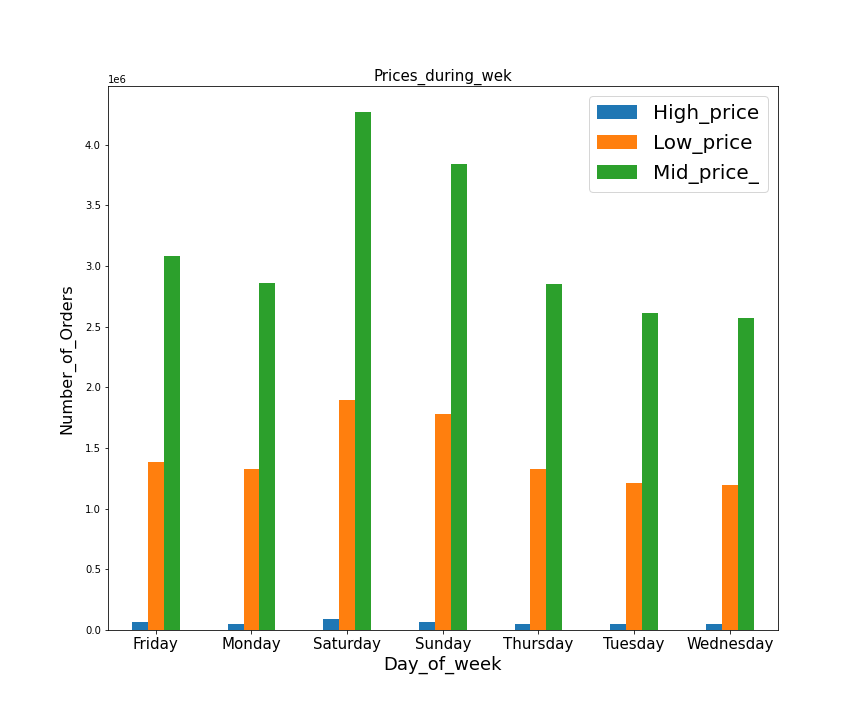 Prices_during_wek
1e6
High_price
Low_price
Mid_price_
4.0
3.5
3.0
2.5
2.0
1.5
1.0
0.5
0.0
Number_of_Orders
Friday Monday Saturday Sunday Thursday Tuesday Wednesday
Day_of_week